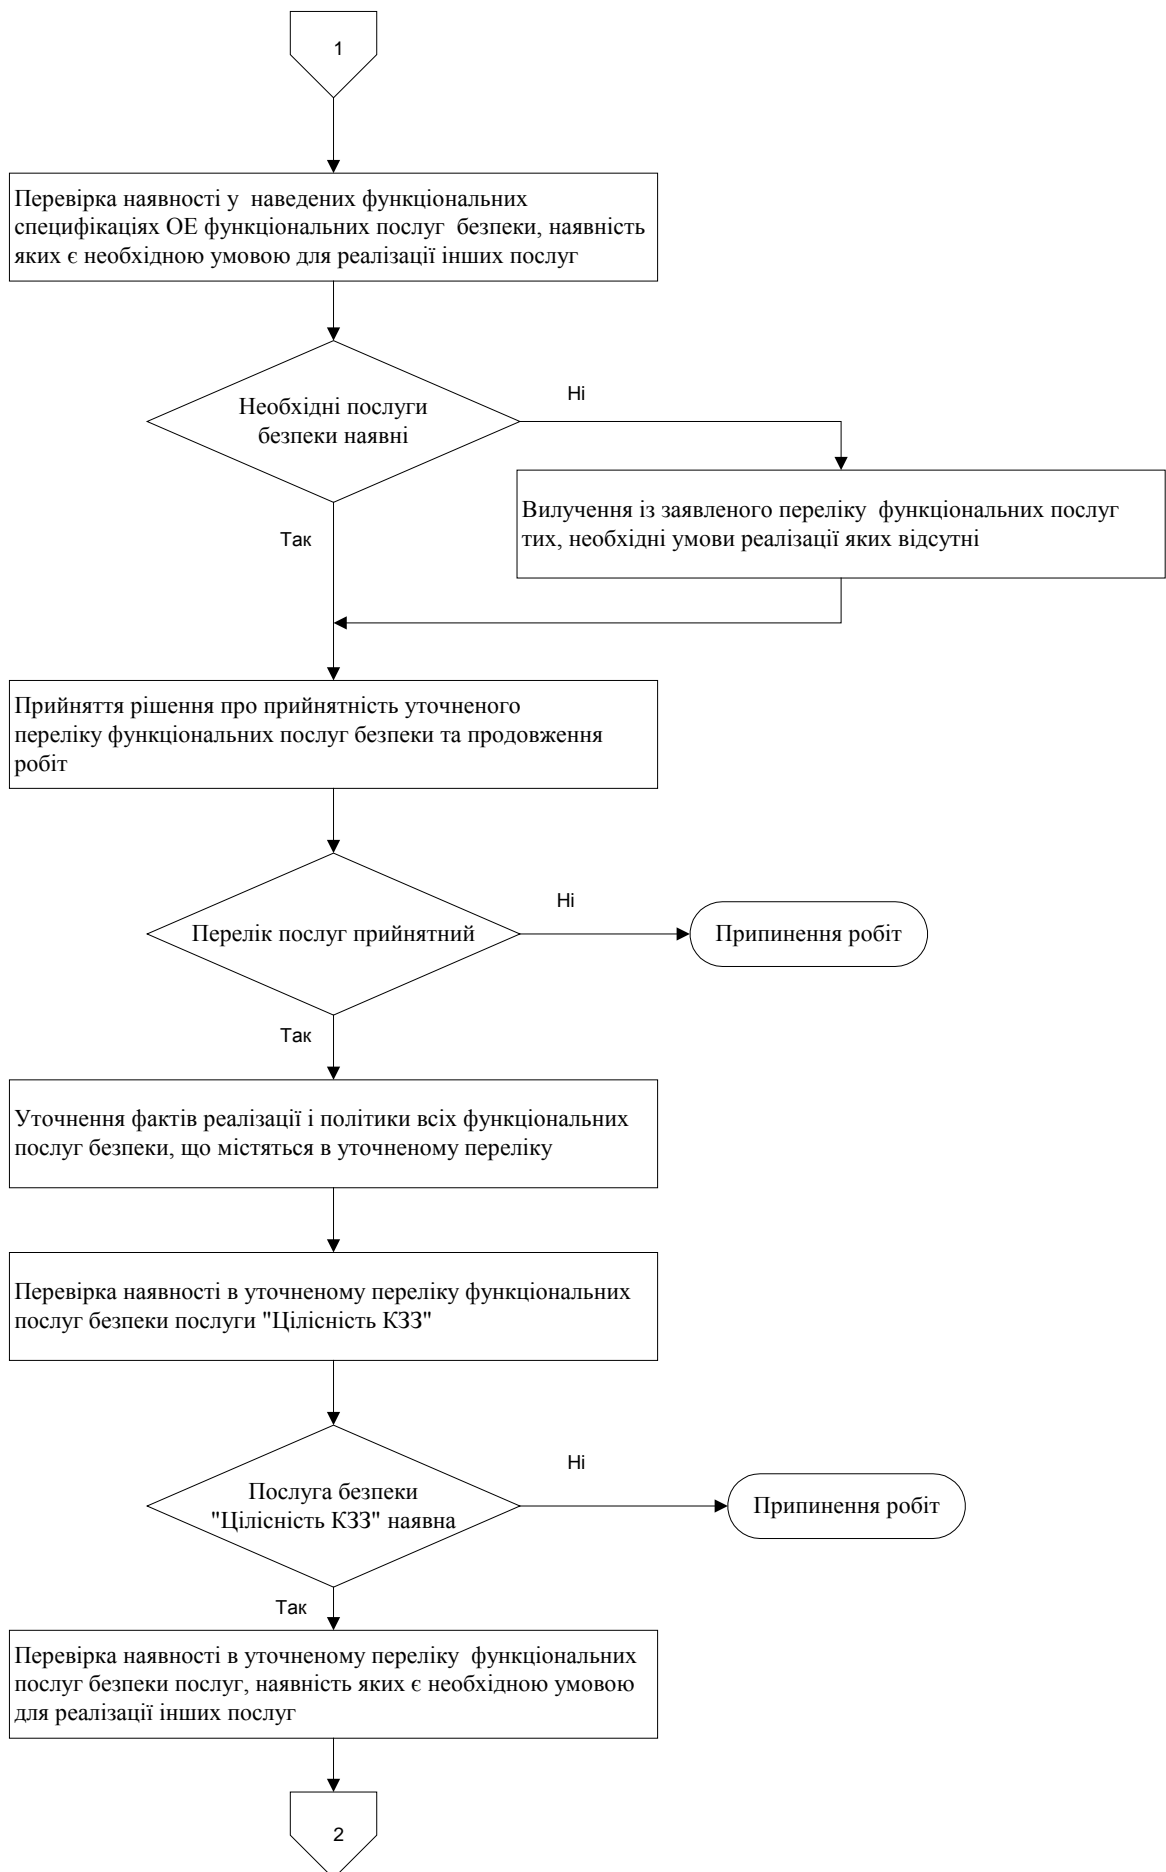 1
Перевірка наявності у наведених функціональних
специфікаціях ОЕ функціональних послуг безпеки, наявність
яких є необхідною умовою для реалізації інших послуг
Необхідні послуги
безпеки наявні
Ні
Вилучення із заявленого переліку функціональних послуг
тих, необхідні умови реалізації яких відсутні
Так
Прийняття рішення про прийнятність уточненого
переліку функціональних послуг безпеки та продовження
робіт
Перелік послуг прийнятний
Ні
Припинення робіт
Так
Уточнення фактів реалізації і політики всіх функціональних
послуг безпеки, що містяться в уточненому переліку
Перевірка наявності в уточненому переліку функціональних
послуг безпеки послуги "Цілісність КЗЗ"
Послуга безпеки
"Цілісність КЗЗ" наявна
Ні
Припинення робіт
Так
Перевірка наявності в уточненому переліку функціональних
послуг безпеки послуг, наявність яких є необхідною умовою
для реалізації інших послуг
2